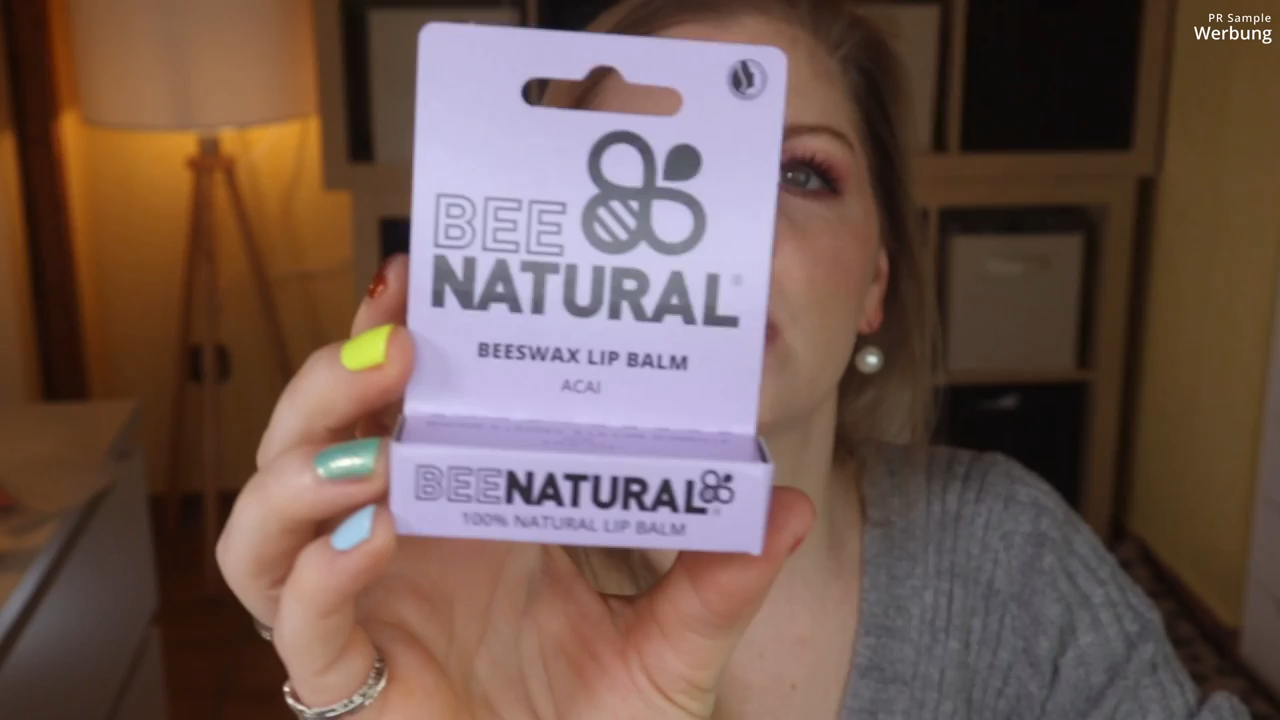 PR Sample
Werbung
BEE
NATURAL®
BEESWAX LIP BALM
ACAI
BEENATURAL®
100% NATURAL LIP BALM